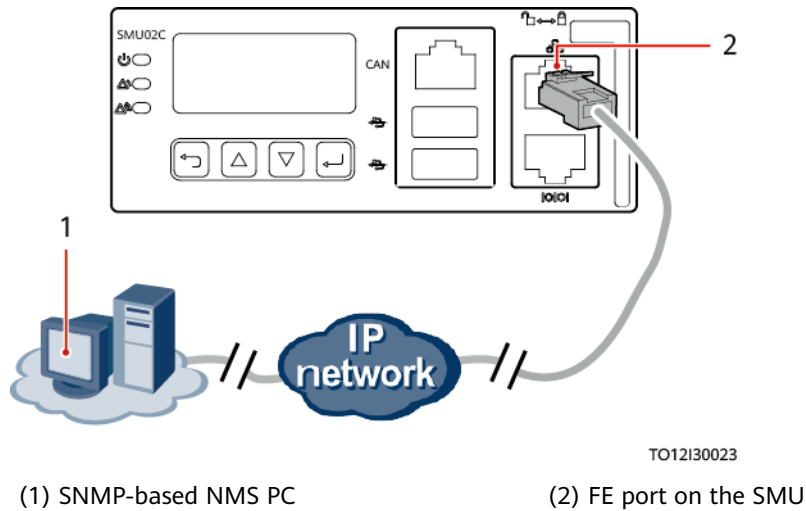 SMU02C
CAN
2
|O|O|
1
IP
network
TO12I30023
(1) SNMP-based NMS PC
(2) FE port on the SMU